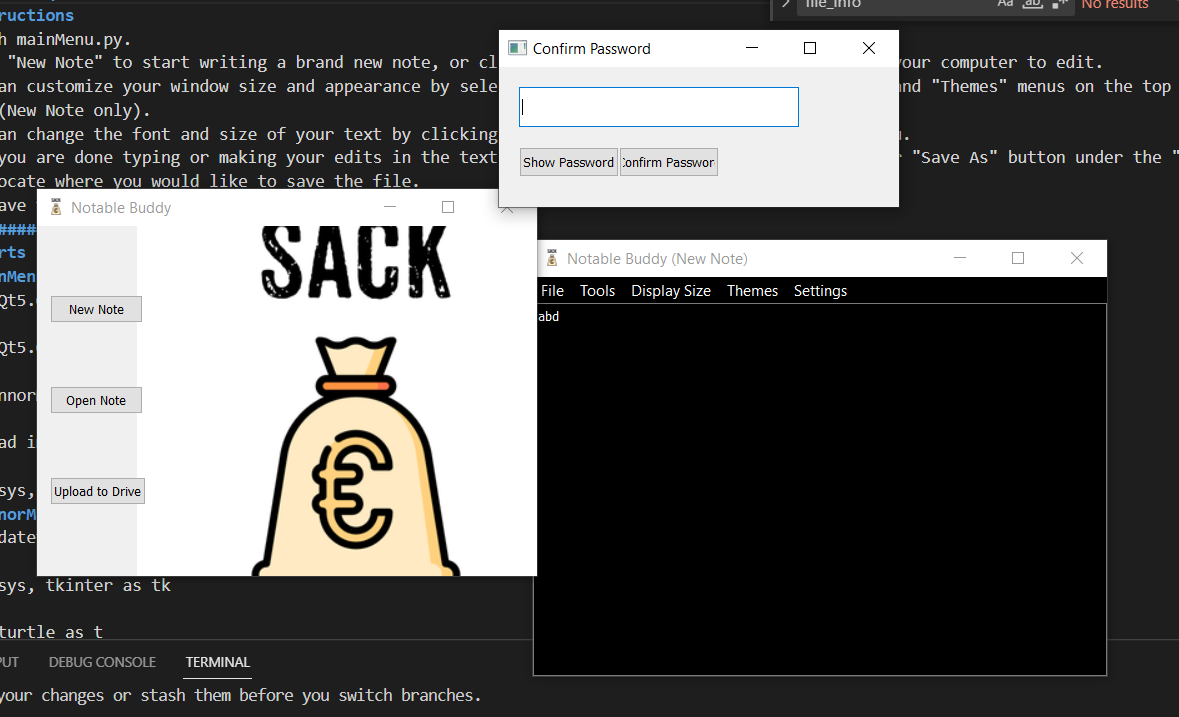 file_info
Aa
ab
No results
ructions
h mainMenu.py.
"New Note" to start writing a brand new note, or cl
your computer to edit.
an customize your window size and appearance by sele
nd "Themes" menus on the top
(New Note only).
an change the font and size of your text by clicking
you are done typing or making your edits in the text
"Save As" button under the "
ocate where you would like to save the file.
ave
#####
rts
nMen
Qt5.
Qt5.
nnor
ad i
sys,
norM
date
sys, tkinter as tk
turtle as t
Confirm Password
Show Password
Confirm Passwor
Notable Buddy
New Note
Open Note
Upload to Drive
SACK
€
SACK
Notable Buddy (New Note)
File Tools Display Size Themes Settings
abd
PUT DEBUG CONSOLE TERMINAL
your changes or stash them before you switch branches.